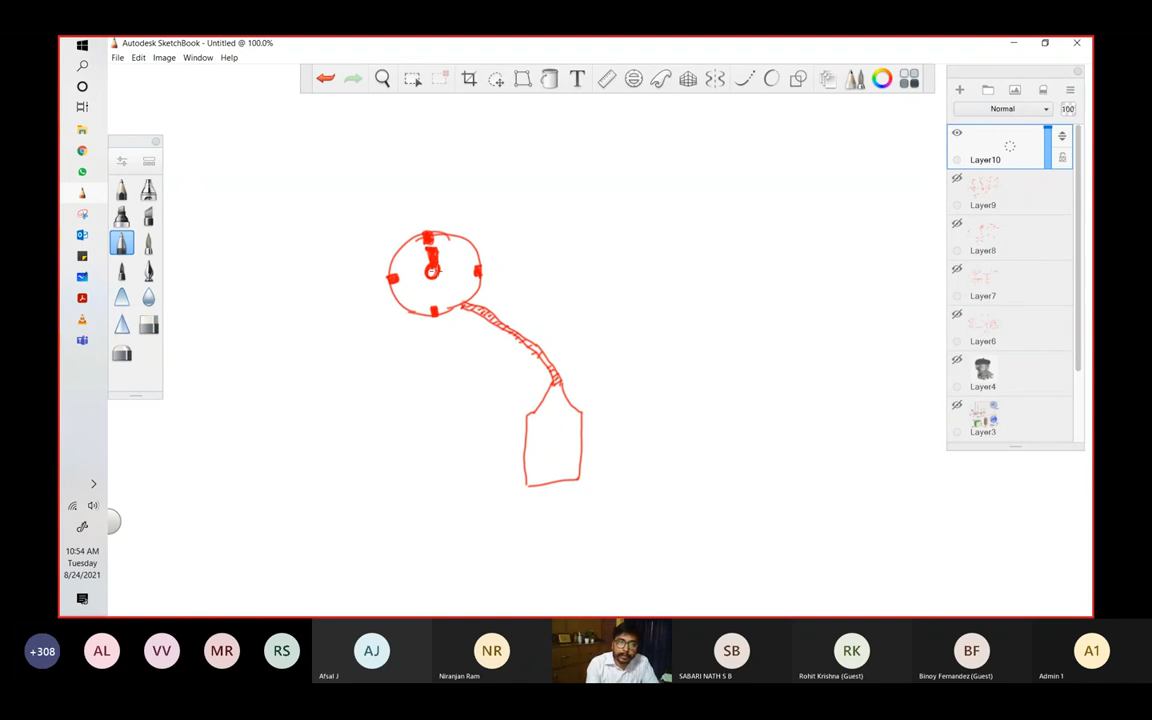 Autodesk SketchBook - Untitled @ 100.0%
File Edit Image Window Help
T
Normal
100
Layer10
Layer9
Layer8
Layer7
Layer6
Layer4
Layer3
10:54 AM
Tuesday
8/24/2021
+308 AL VV MR RS AJ NR SB RK BF A1
Afsal J Niranjan Ram SABARI NATH S B Rohit Krishna (Guest) Binoy Fernandez (Guest) Admin 1